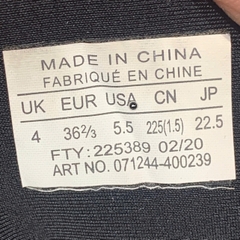 MADE IN CHINA
FABRIQUÉ EN CHINE
UK EUR USA CN JP
4 36⅔ 5.5 225(1.5) 22.5
FTY: 225389 02/20
ART NO. 071244-400239